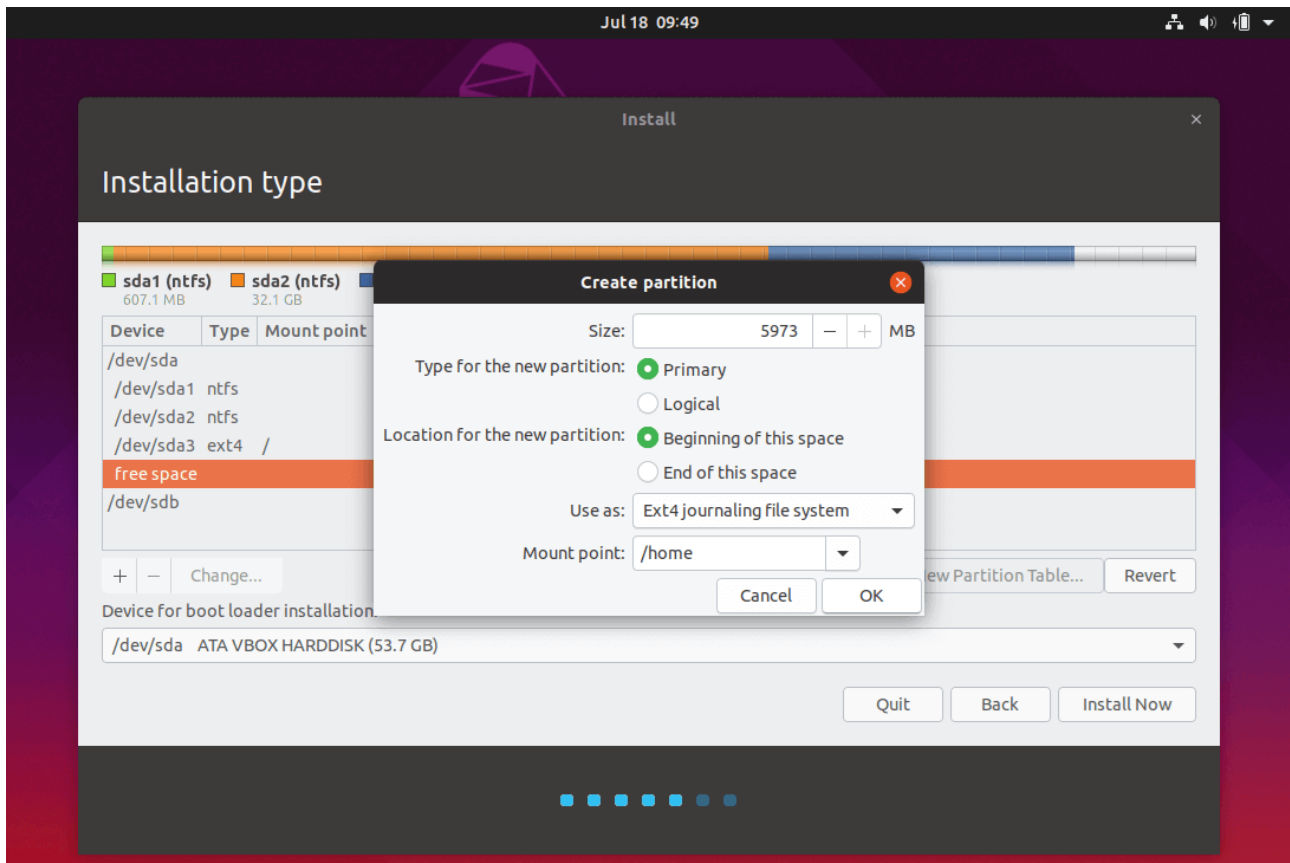 Jul 18 09:49
Install
Installation type
sda1 (ntfs) sda2 (ntfs)
607.1 MB 32.1 GB
Create partition
Device Type Mount point
Size: 5973 MB
/dev/sda
Type for the new partition: Primary
/dev/sda1 ntfs
Logical
/dev/sda2 ntfs
Location for the new partition: Beginning of this space
/dev/sda3 ext4 /
End of this space
free space
/dev/sdb
Use as: Ext4 journaling file system
Mount point: /home
+ - Change... ew Partition Table... Revert
Cancel OK
Device for boot loader installation:
/dev/sda ATA VBOX HARDDISK (53.7 GB)
Quit Back Install Now